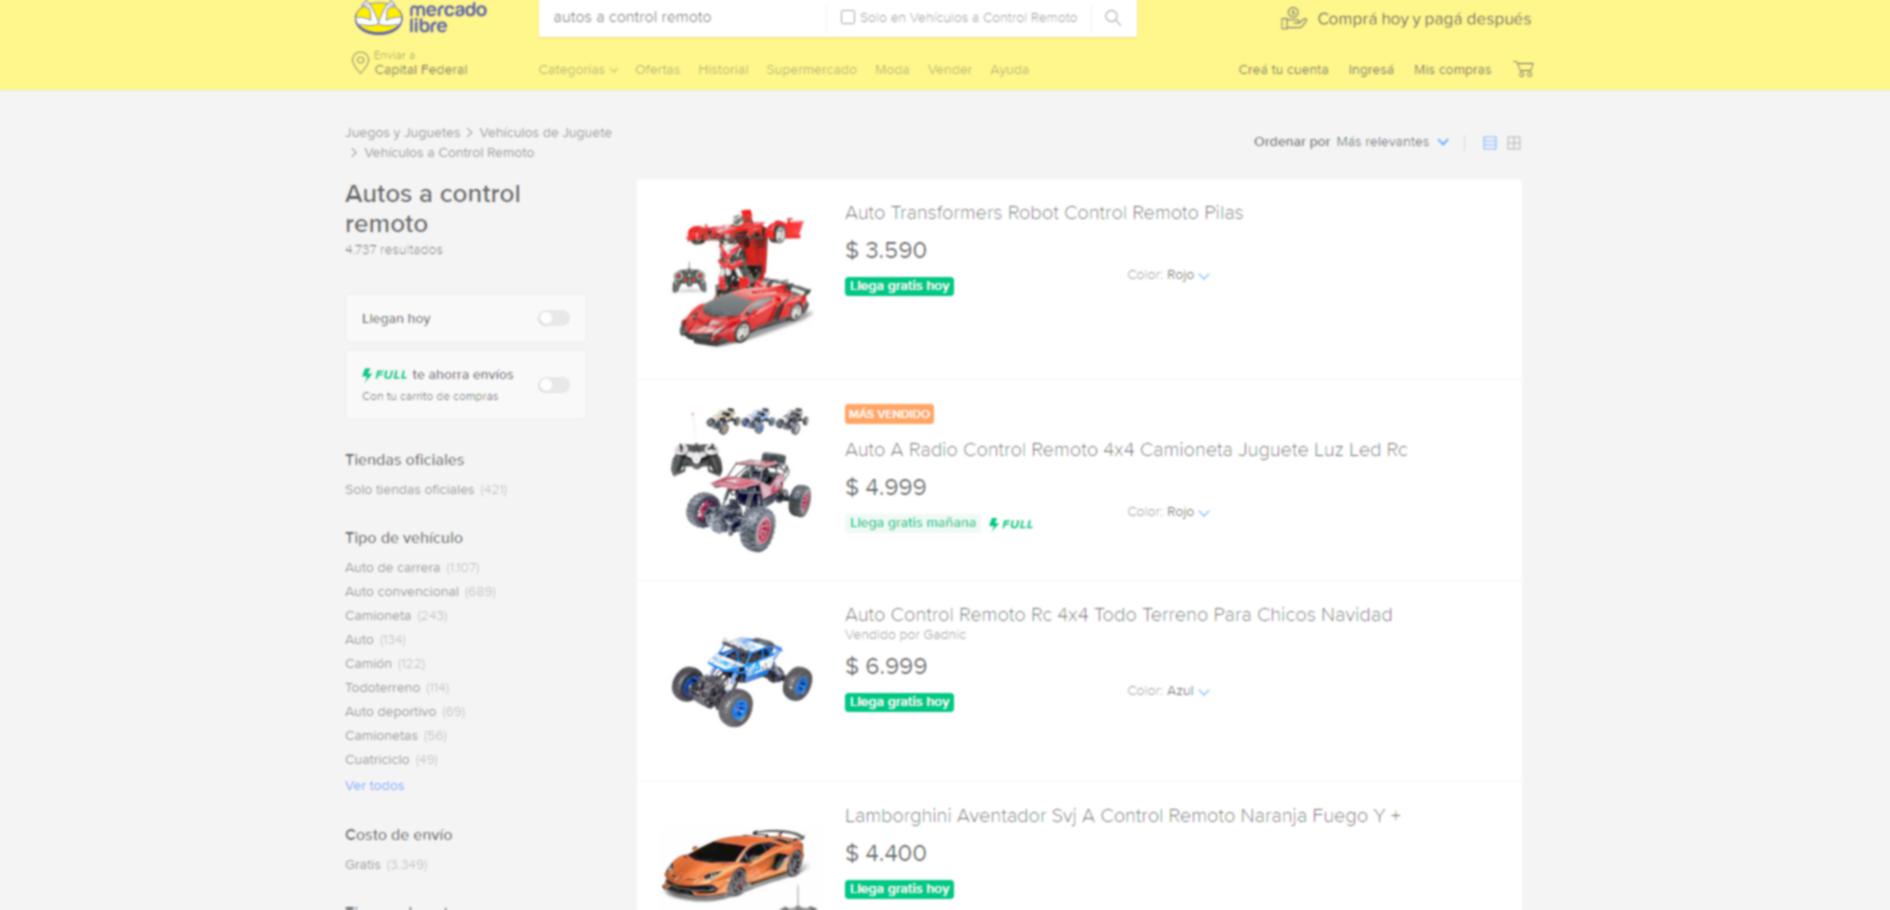 mercado
libre
autos a control remoto
Solo en Vehículos a Control Remoto
Comprá hoy y pagá después
Enviar a
Capital Federal
Categorías Ofertas Historial Supermercado Moda Vender Ayuda
Creá tu cuenta Ingresá Mis compras
Juegos y Juguetes > Vehículos de Juguete
> Vehículos a Control Remoto
Ordenar por Más relevantes
Autos a control
remoto
4.737 resultados
Llegan hoy
FULL te ahorra envíos
Con tu carrito de compras
Tiendas oficiales
Solo tiendas oficiales (421)
Tipo de vehículo
Auto de carrera (1.107)
Auto convencional (689)
Camioneta (243)
Auto (134)
Camión (122)
Todoterreno (114)
Auto deportivo (69)
Camionetas (56)
Cuatriciclo (49)
Ver todos
Costo de envío
Gratis (3.349)
Auto Transformers Robot Control Remoto Pilas
$ 3.590
Llega gratis hoy
Color: Rojo
MÁS VENDIDO
Auto A Radio Control Remoto 4x4 Camioneta Juguete Luz Led Rc
$ 4.999
Llega gratis mañana FULL
Color: Rojo
Auto Control Remoto Rc 4x4 Todo Terreno Para Chicos Navidad
Vendido por Gadnic
$ 6.999
Llega gratis hoy
Color: Azul
Lamborghini Aventador Svj A Control Remoto Naranja Fuego Y +
$ 4.400
Llega gratis hoy